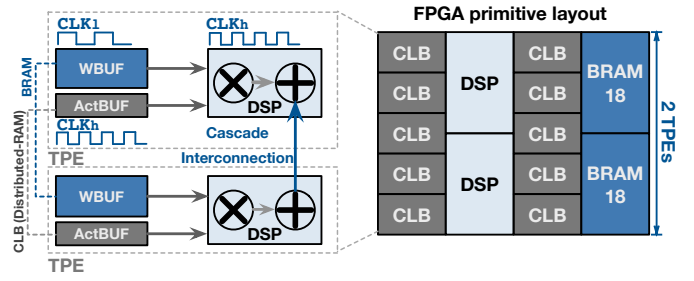 FPGA primitive layout
CLKl
CLKh
WBUF
ActBUF
DSP
CLKh
Cascade
TPE
Interconnection
WBUF
ActBUF
DSP
TPE
BRAM
CLB (Distributed-RAM)
CLB
CLB
CLB
CLB
CLB
DSP
DSP
CLB
CLB
CLB
CLB
CLB
BRAM
18
BRAM
18
2 TPEs